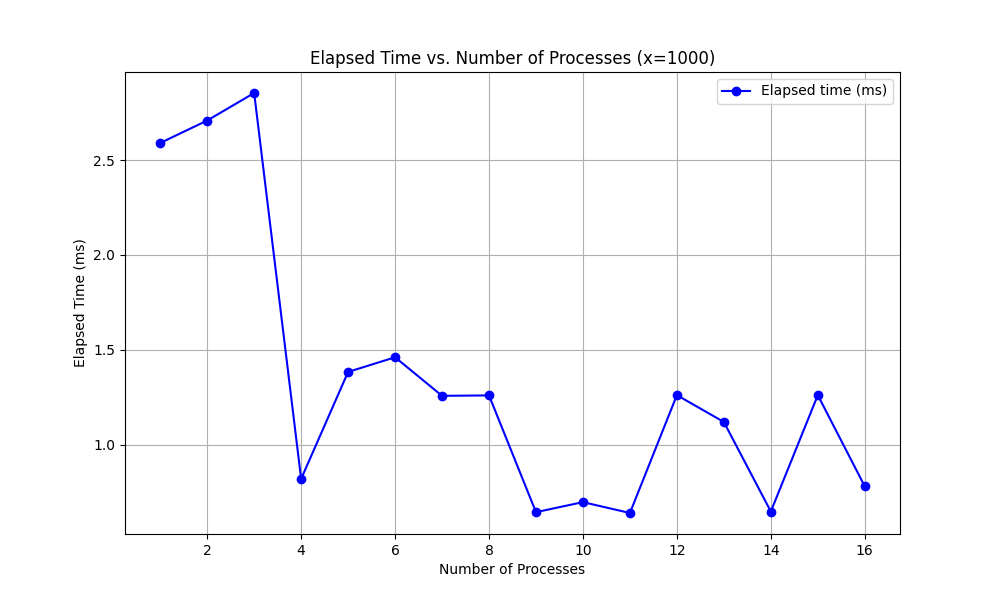 Elapsed Time vs. Number of Processes (x=1000)
Elapsed time (ms)
Elapsed Time (ms)
2.5
2.0
1.5
1.0
2 4 6 8 10 12 14 16
Number of Processes